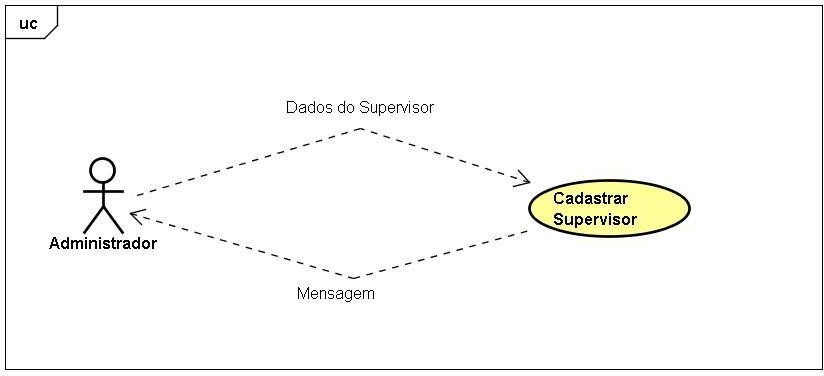 uc
Dados do Supervisor
Administrador
Cadastrar
Supervisor
Mensagem